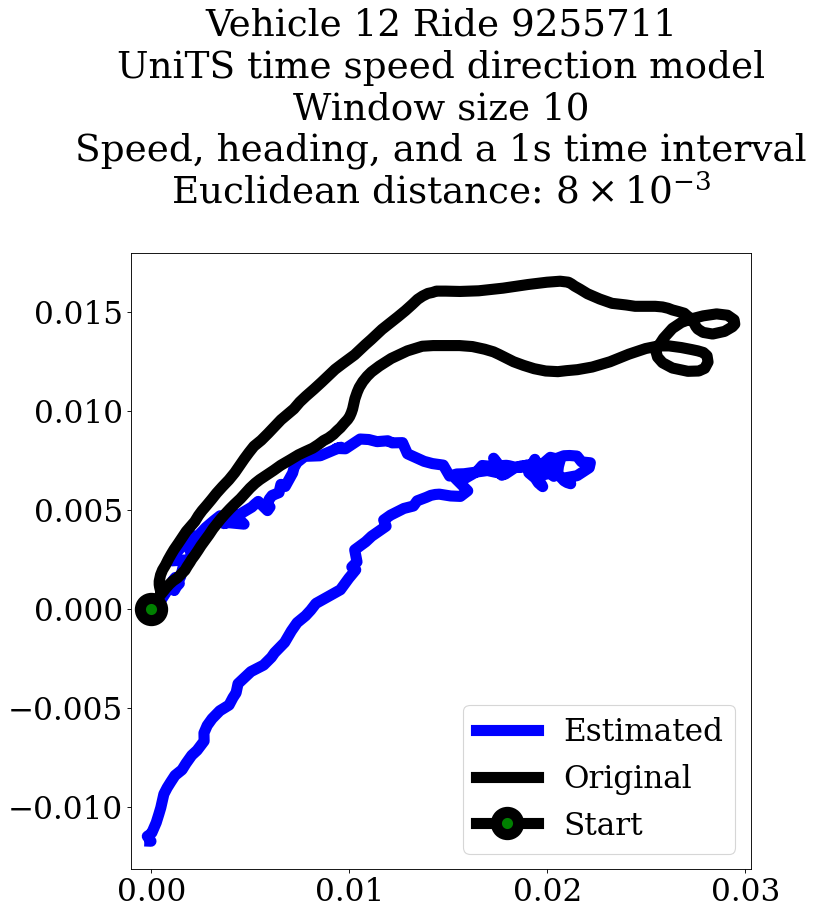 Vehicle 12 Ride 9255711
UniTS time speed direction model
Window size 10
Speed, heading, and a 1s time interval
Euclidean distance: 8 × 10⁻³
0.015
0.010
0.005
0.000
−0.005
−0.010
Estimated
Original
Start
0.00 0.01 0.02 0.03